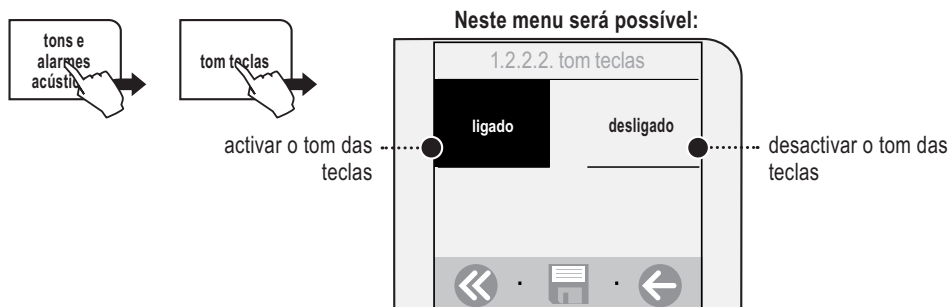 Neste menu será possível:
tons e
alarmes
acústic
tom teclas
1.2.2.2. tom teclas
ligado
desligado
activar o tom das
teclas
desactivar o tom das
teclas